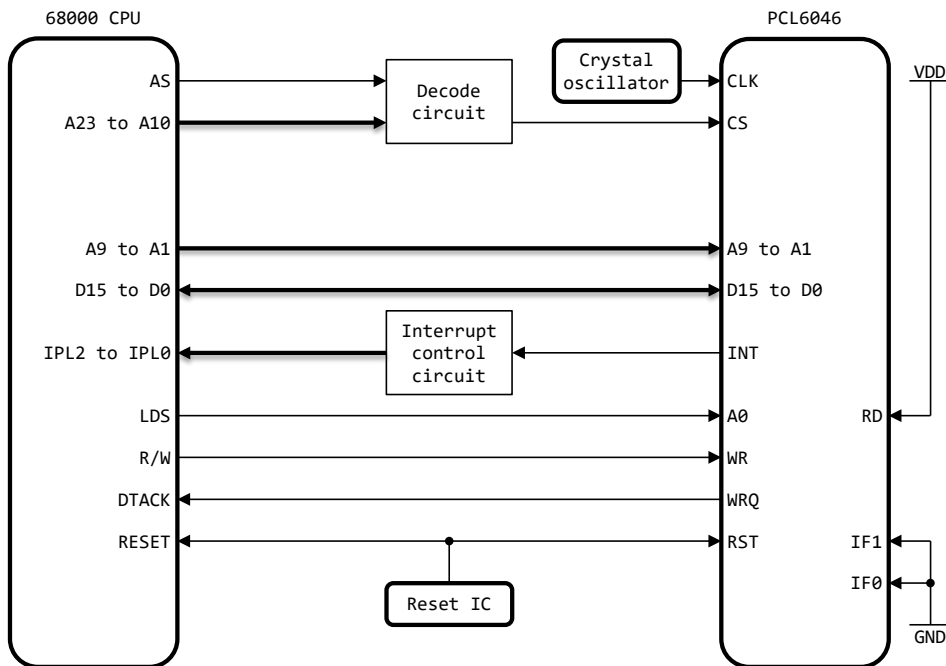 68000 CPU
PCL6046
AS
A23 to A10
A9 to A1
D15 to D0
IPL2 to IPL0
LDS
R/W
DTACK
RESET
Decode
circuit
Crystal
oscillator
Interrupt
control
circuit
Reset IC
CLK
CS
A9 to A1
D15 to D0
INT
A0
WR
WRQ
RST
RD
IF1
IF0
VDD
GND